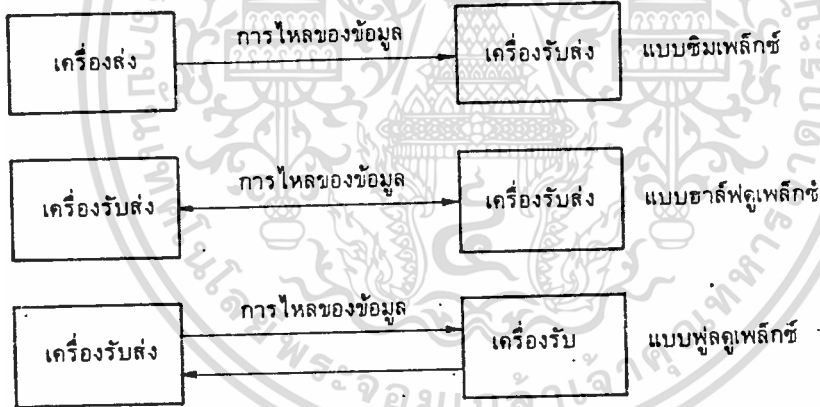 การไหลของข้อมูล
เครื่องส่ง เครื่องรับส่ง แบบซิมเพล็กซ์
การไหลของข้อมูล
เครื่องรับส่ง เครื่องรับส่ง แบบฮาล์ฟดูเพล็กซ์
การไหลของข้อมูล
เครื่องรับส่ง เครื่องรับ แบบฟูลดูเพล็กซ์